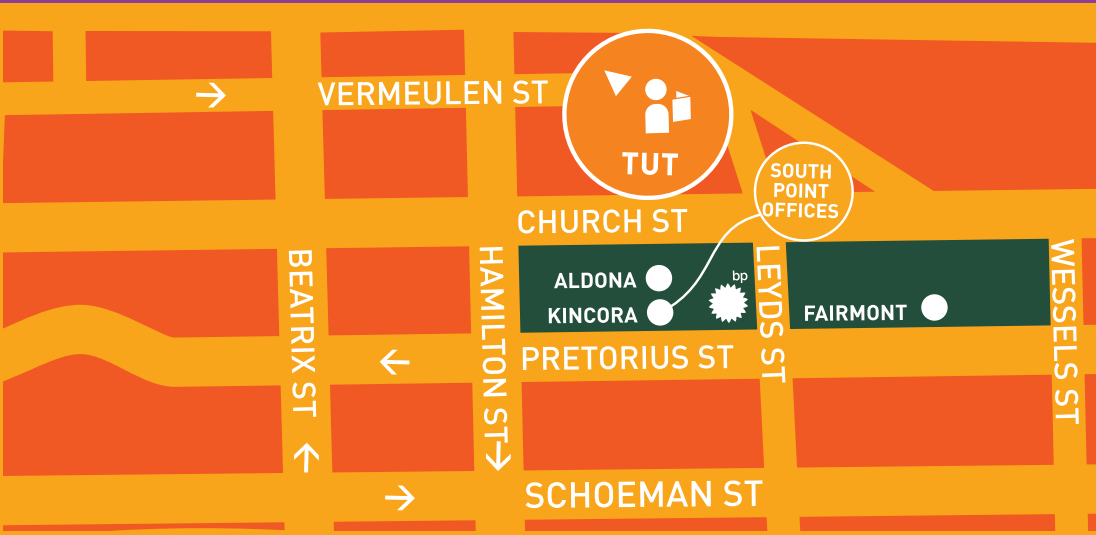 VERMEULEN ST
TUT
SOUTH
POINT
OFFICES
CHURCH ST
BEATRIX ST
HAMILTON ST
LEYDS ST
WESSELS ST
ALDONA
bp
KINCORA
FAIRMONT
PRETORIUS ST
SCHOEMAN ST